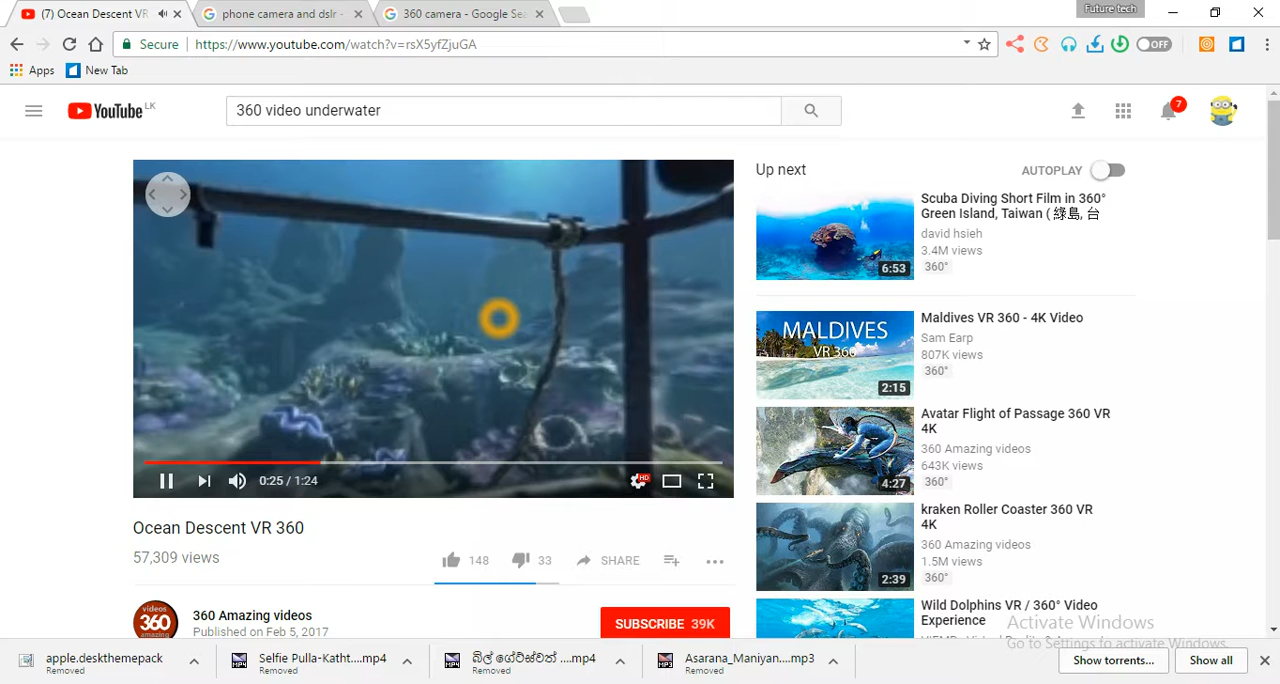 (7) Ocean Descent VR
phone camera and dslr -
360 camera - Google Sea
Future tech
Secure
https://www.youtube.com/watch?v=rsX5yfZjuGA
OFF
Apps
New Tab
YouTube LK
360 video underwater
7
Up next
AUTOPLAY
Scuba Diving Short Film in 360°
Green Island, Taiwan ( 綠島, 台
david hsieh
3.4M views
360°
6:53
MALDIVES
VR 360
2:15
Maldives VR 360 - 4K Video
Sam Earp
807K views
360°
Avatar Flight of Passage 360 VR
4K
360 Amazing videos
643K views
360°
4:27
kraken Roller Coaster 360 VR
4K
360 Amazing videos
1.5M views
360°
2:39
Wild Dolphins VR / 360° Video
Experience
0:25 / 1:24
HD
Ocean Descent VR 360
57,309 views
148
33
SHARE
videos
360
amazing
360 Amazing videos
Published on Feb 5, 2017
SUBSCRIBE 39K
Activate Windows
Go to Settings to activate Windows.
apple.deskthemepack
Removed
Selfie Pulla-Katht....mp4
Removed
Removed
Asarana_Maniyan....mp3
Removed
Show torrents...
Show all